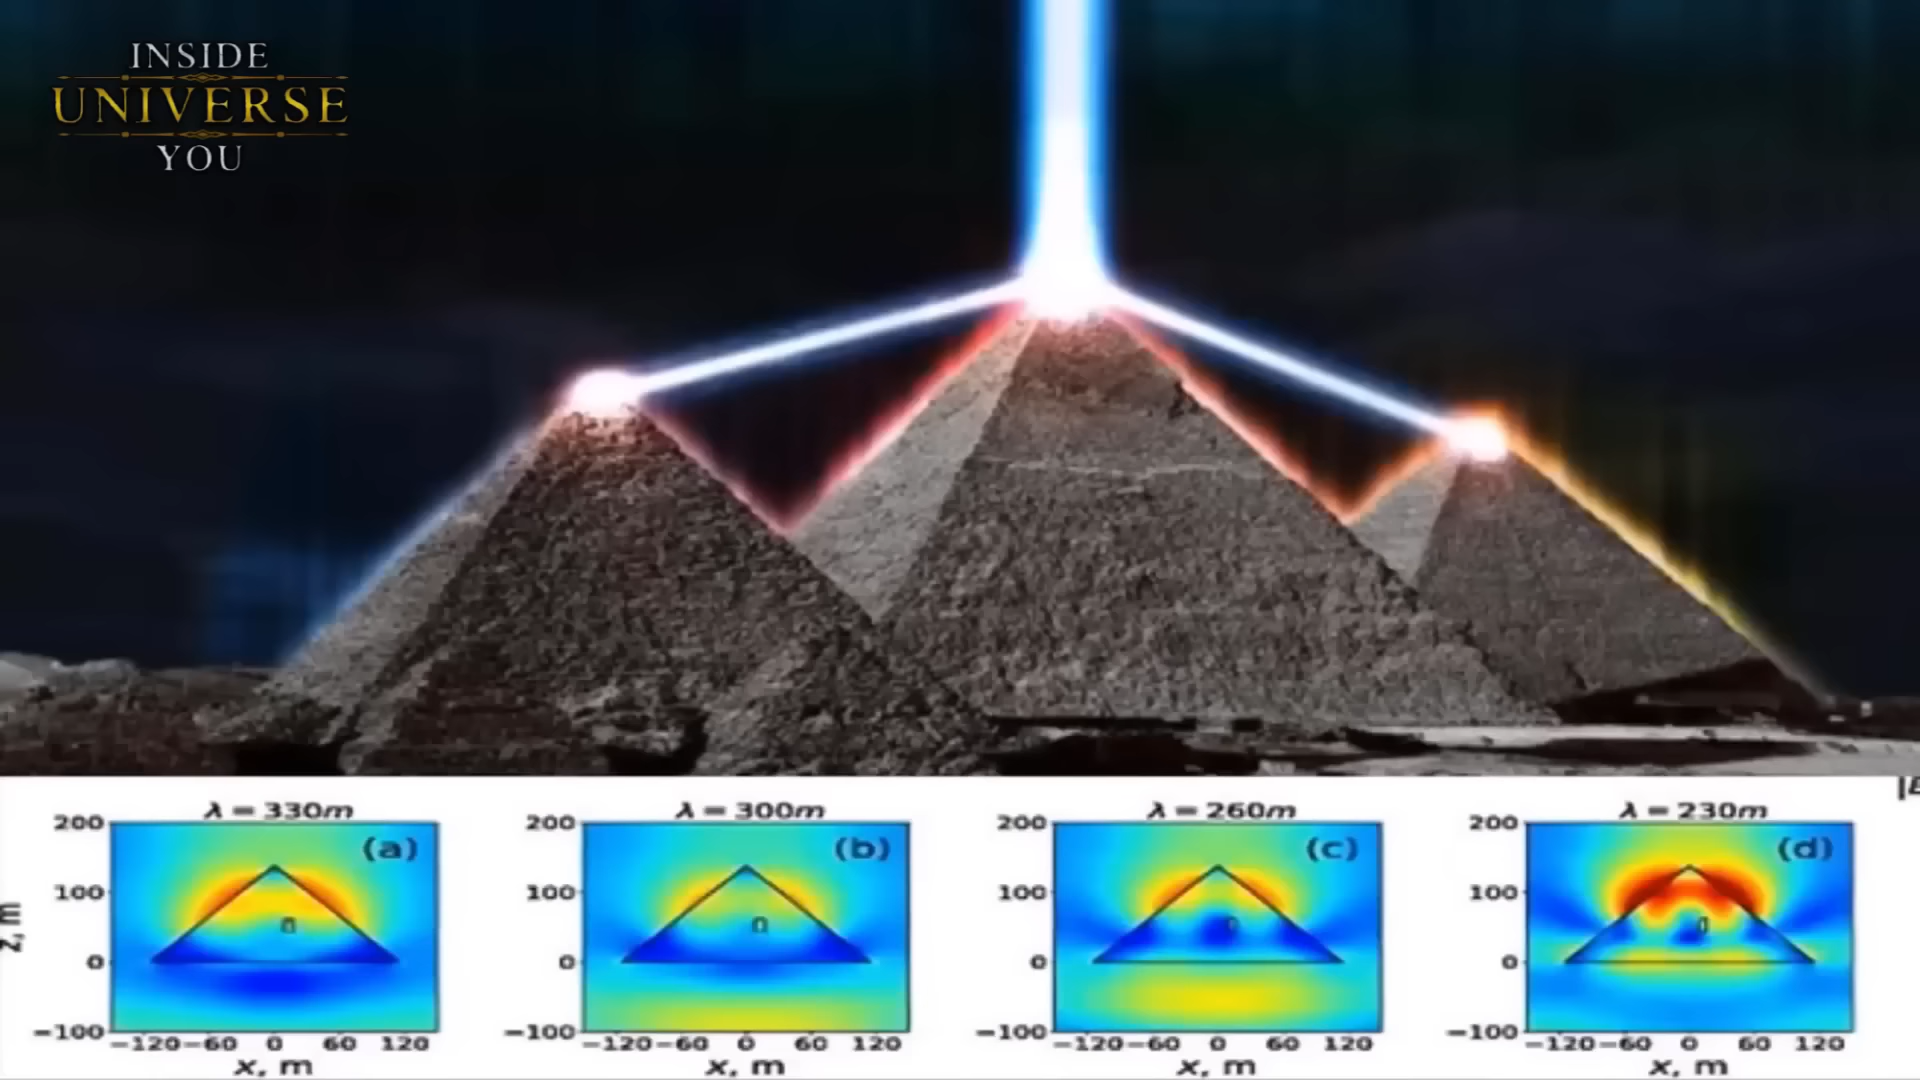 INSIDE
UNIVERSE
YOU
λ = 330m
λ = 300m
λ = 260m
λ = 230m
200
(a)
200
(b)
200
(c)
200
(d)
100
100
100
100
z, m
0
0
0
0
−100
−100
−100
−100
−120 −60 0 60 120
−120 −60 0 60 120
−120 −60 0 60 120
−120 −60 0 60 120
x, m
x, m
x, m
x, m